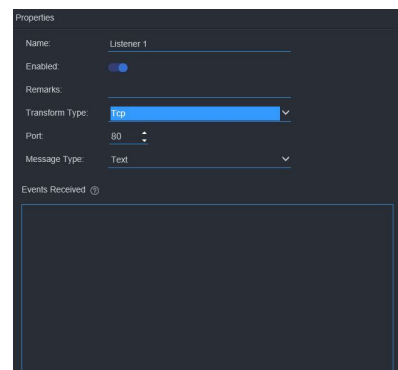 Properties
Name: Listener 1
Enabled:
Remarks:
Transform Type: Tcp
Port: 80
Message Type: Text
Events Received ?